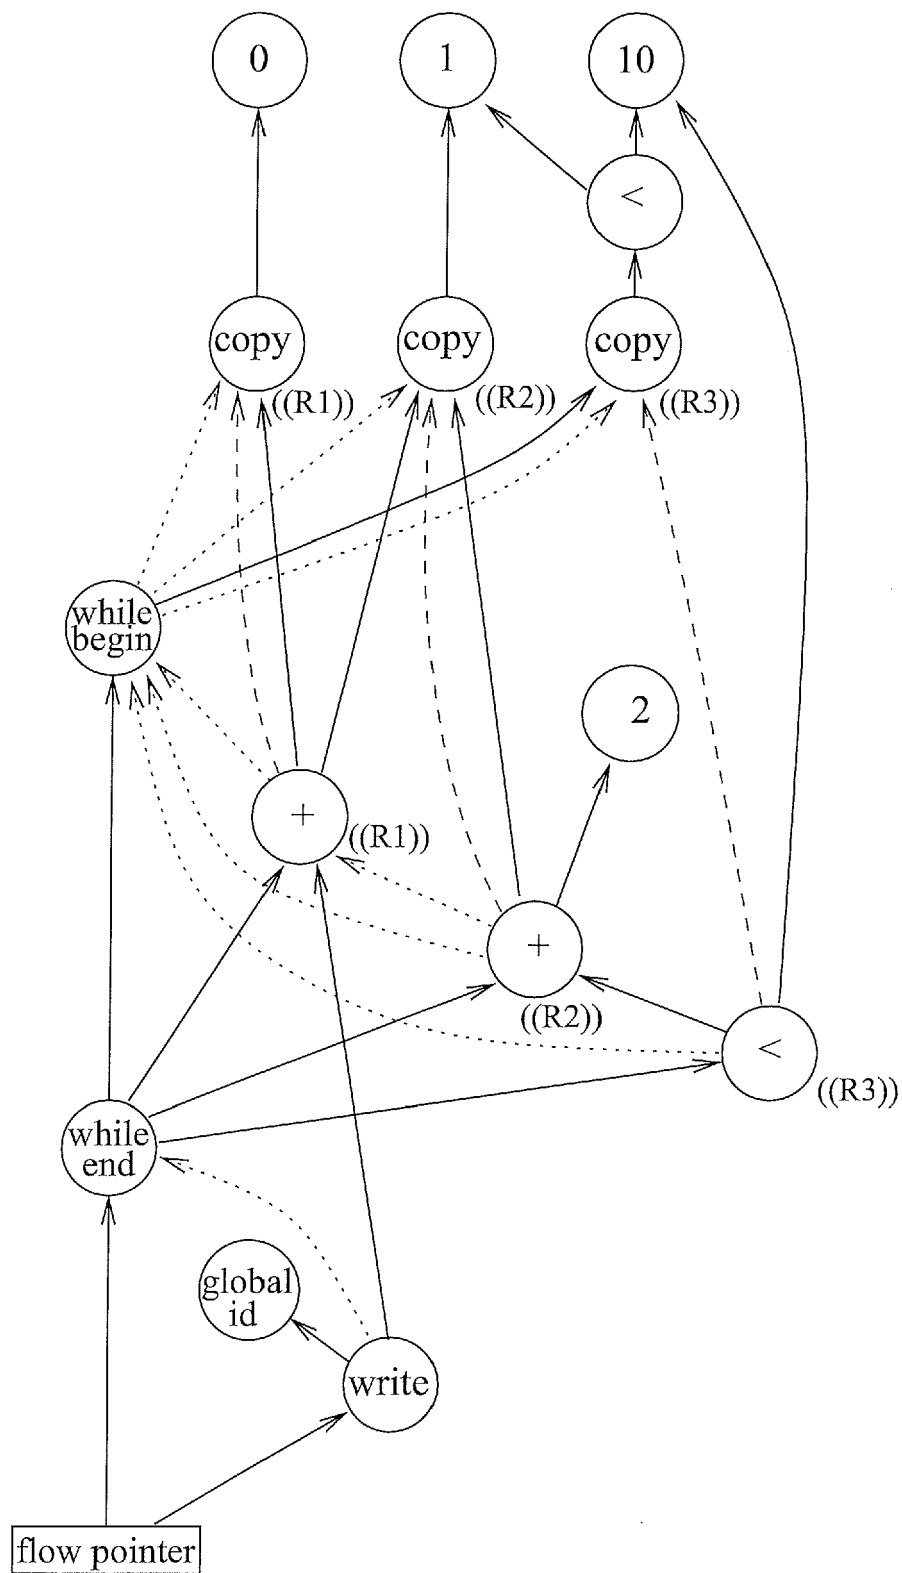 0
1
10
<
copy
copy
copy
((R1))
((R2))
((R3))
while
begin
2
+
((R1))
+
((R2))
<
((R3))
while
end
global
id
write
flow pointer